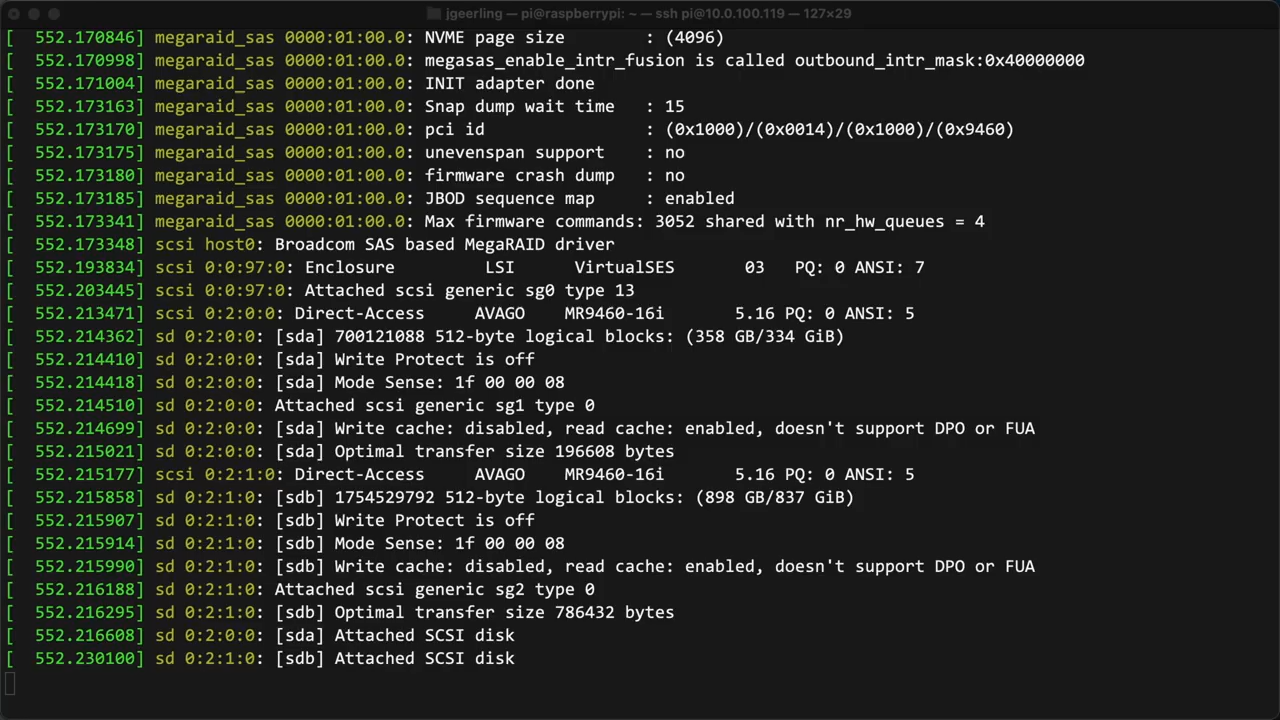 jgeerling — pi@raspberrypi: ~ — ssh pi@10.0.100.119 — 127×29
[  552.170846] megaraid_sas 0000:01:00.0: NVME page size     : (4096)
[  552.170998] megaraid_sas 0000:01:00.0: megasas_enable_intr_fusion is called outbound_intr_mask:0x40000000
[  552.171004] megaraid_sas 0000:01:00.0: INIT adapter done
[  552.173163] megaraid_sas 0000:01:00.0: Snap dump wait time   : 15
[  552.173170] megaraid_sas 0000:01:00.0: pci id                : (0x1000)/(0x0014)/(0x1000)/(0x9460)
[  552.173175] megaraid_sas 0000:01:00.0: unevenspan support    : no
[  552.173180] megaraid_sas 0000:01:00.0: firmware crash dump   : no
[  552.173185] megaraid_sas 0000:01:00.0: JBOD sequence map     : enabled
[  552.173341] megaraid_sas 0000:01:00.0: Max firmware commands: 3052 shared with nr_hw_queues = 4
[  552.173348] scsi host0: Broadcom SAS based MegaRAID driver
[  552.193834] scsi 0:0:97:0: Enclosure         LSI      VirtualSES       03   PQ: 0 ANSI: 7
[  552.203445] scsi 0:0:97:0: Attached scsi generic sg0 type 13
[  552.213471] scsi 0:2:0:0: Direct-Access     AVAGO    MR9460-16i       5.16 PQ: 0 ANSI: 5
[  552.214362] sd 0:2:0:0: [sda] 700121088 512-byte logical blocks: (358 GB/334 GiB)
[  552.214410] sd 0:2:0:0: [sda] Write Protect is off
[  552.214418] sd 0:2:0:0: [sda] Mode Sense: 1f 00 00 08
[  552.214510] sd 0:2:0:0: Attached scsi generic sg1 type 0
[  552.214699] sd 0:2:0:0: [sda] Write cache: disabled, read cache: enabled, doesn't support DPO or FUA
[  552.215021] sd 0:2:0:0: [sda] Optimal transfer size 196608 bytes
[  552.215177] scsi 0:2:1:0: Direct-Access     AVAGO    MR9460-16i       5.16 PQ: 0 ANSI: 5
[  552.215858] sd 0:2:1:0: [sdb] 1754529792 512-byte logical blocks: (898 GB/837 GiB)
[  552.215907] sd 0:2:1:0: [sdb] Write Protect is off
[  552.215914] sd 0:2:1:0: [sdb] Mode Sense: 1f 00 00 08
[  552.215990] sd 0:2:1:0: [sdb] Write cache: disabled, read cache: enabled, doesn't support DPO or FUA
[  552.216188] sd 0:2:1:0: Attached scsi generic sg2 type 0
[  552.216295] sd 0:2:1:0: [sdb] Optimal transfer size 786432 bytes
[  552.216608] sd 0:2:0:0: [sda] Attached SCSI disk
[  552.230100] sd 0:2:1:0: [sdb] Attached SCSI disk